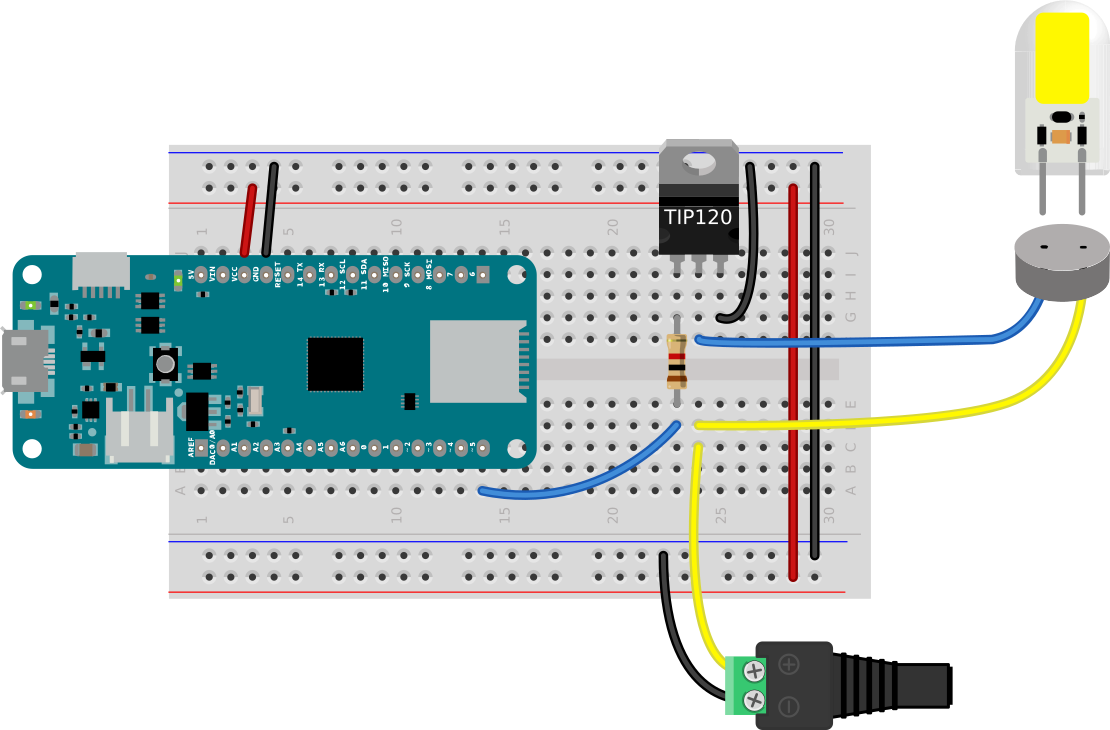 TIP120
1 5 10 15 20 30
J
I
H
G
5V VIN VCC GND RESET 14 TX 13 RX 12 SCL 11 SDA 10 MISO 9 SCK 8 MOSI 7 6
E
AREF DAC0/A0 A1 A2 A3 A4 A5 A6 0 1 ~2 ~3 ~4 ~5
C
B
A A
1 5 10 15 20 25 30
+
−